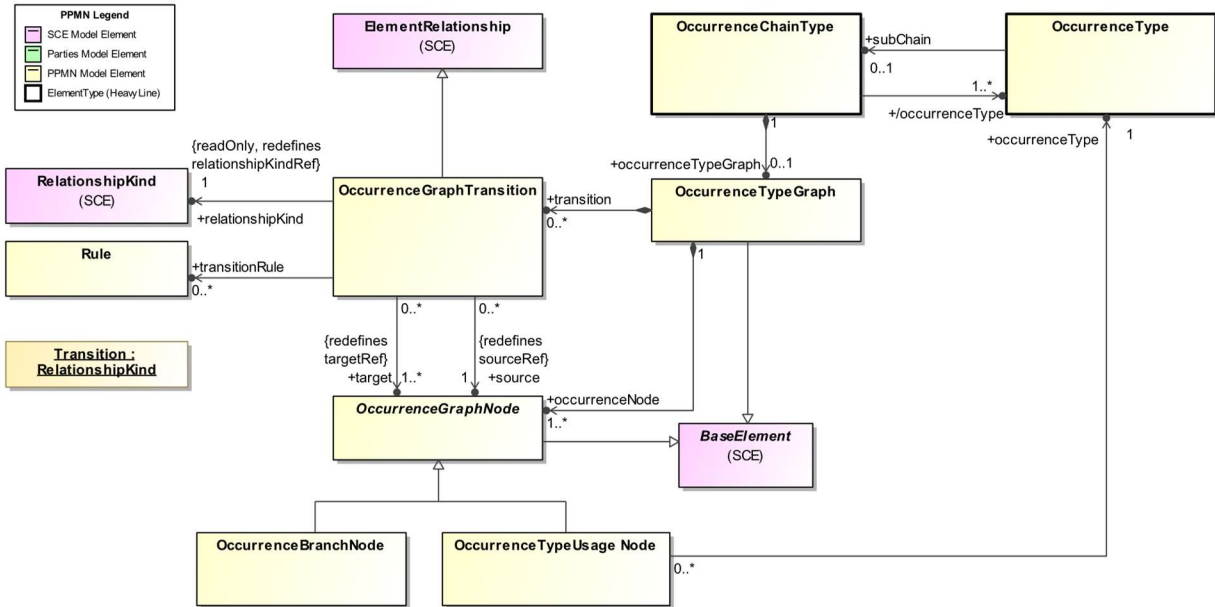 PPMN Legend
SCE Model Element
Parties Model Element
PPMN Model Element
ElementType (Heavy Line)
ElementRelationship
(SCE)
OccurrenceChainType
OccurrenceType
+subChain
0..1
1..*
+/occurrenceType
+occurrenceType
1
1
+occurrenceTypeGraph
0..1
{readOnly, redefines
relationshipKindRef}
1
RelationshipKind
(SCE)
+relationshipKind
OccurrenceGraphTransition
+transition
0..*
OccurrenceTypeGraph
1
Rule
+transitionRule
0..*
0..*
0..*
Transition :
RelationshipKind
{redefines
targetRef}
+target
1..*
{redefines
sourceRef}
1
+source
OccurrenceGraphNode
+occurrenceNode
1..*
BaseElement
(SCE)
OccurrenceBranchNode
OccurrenceTypeUsage Node
0..*